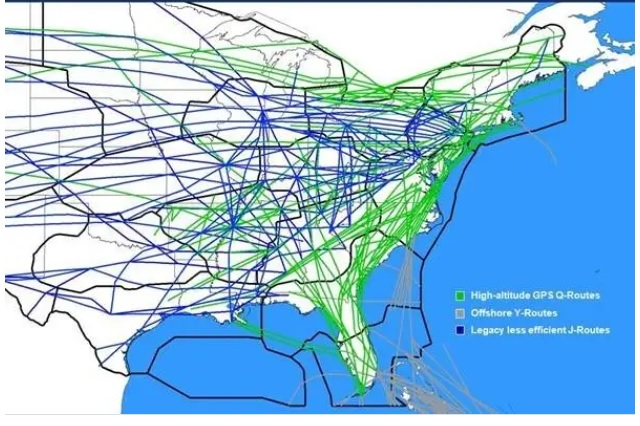 High-altitude GPS Q-Routes
Offshore Y-Routes
Legacy less efficient J-Routes